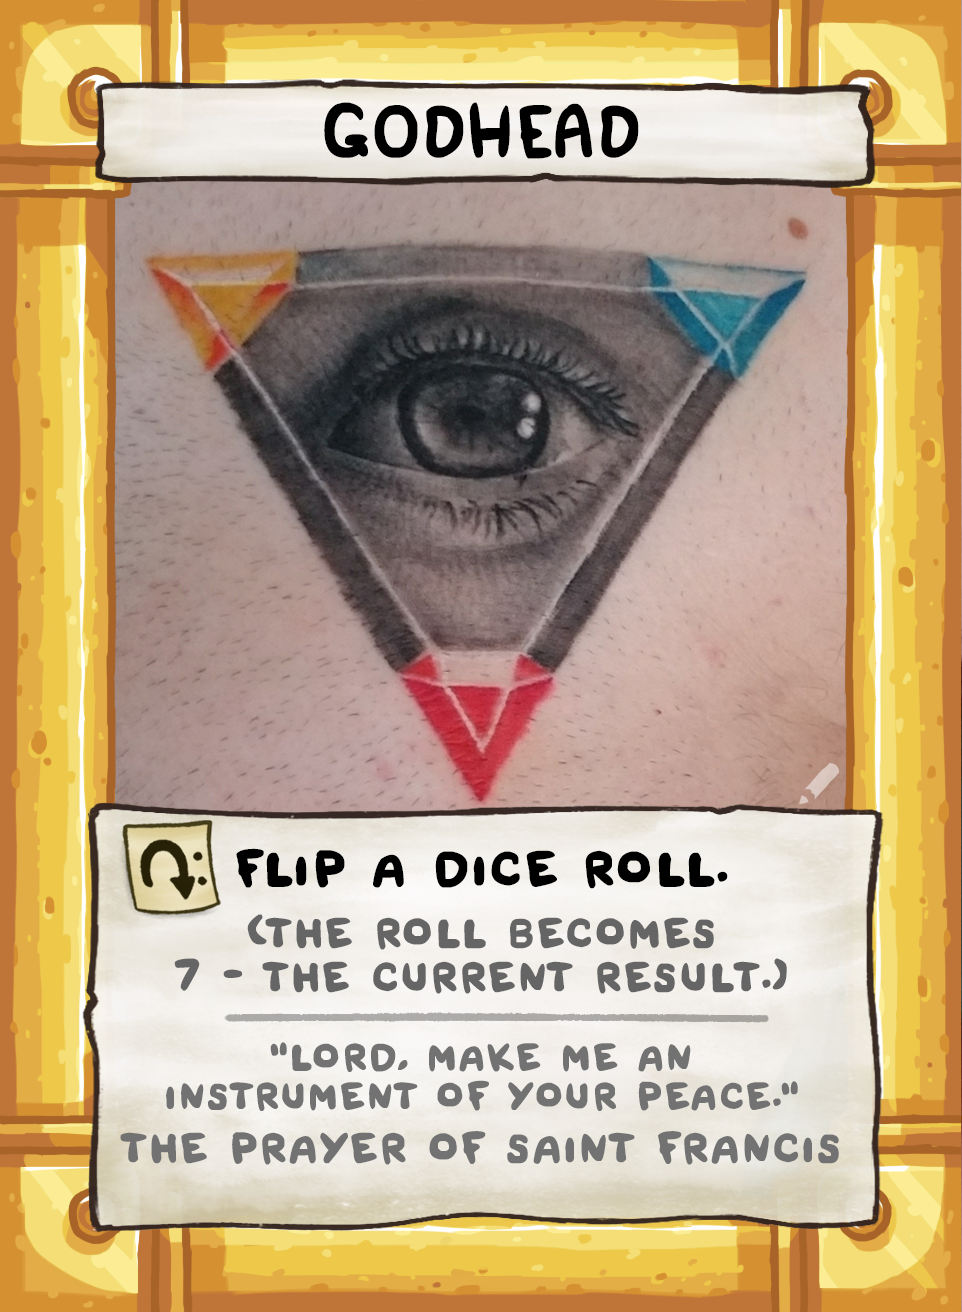 GODHEAD
FLIP A DICE ROLL.
(THE ROLL BECOMES
7 - THE CURRENT RESULT.)
"LORD, MAKE ME AN
INSTRUMENT OF YOUR PEACE."
THE PRAYER OF SAINT FRANCIS